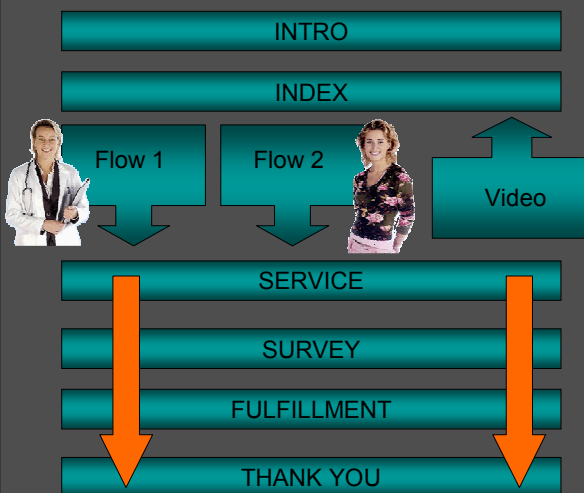 INTRO
INDEX
Flow 1
Flow 2
Video
SERVICE
SURVEY
FULFILLMENT
THANK YOU